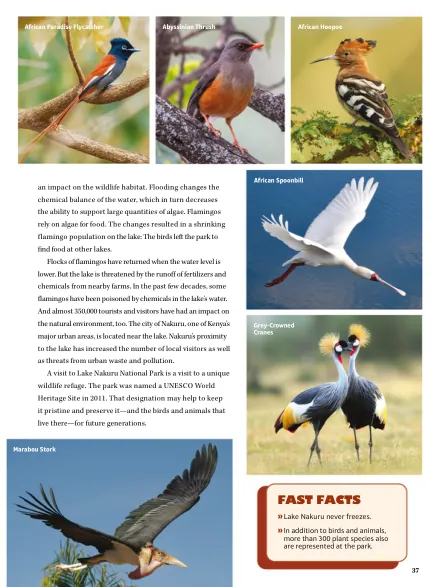 African Paradise Flycatcher
Abyssinian Thrush
African Hoopoe
African Spoonbill
an impact on the wildlife habitat. Flooding changes the
chemical balance of the water, which in turn decreases
the ability to support large quantities of algae. Flamingos
rely on algae for food. The changes resulted in a shrinking
flamingo population on the lake: The birds left the park to
find food at other lakes.
Flocks of flamingos have returned when the water level is
lower. But the lake is threatened by the runoff of fertilizers and
chemicals from nearby farms. In the past few decades, some
flamingos have been poisoned by chemicals in the lake's water.
And almost 350,000 tourists and visitors have had an impact on
the natural environment, too. The city of Nakuru, one of Kenya's
major urban areas, is located near the lake. Nakuru's proximity
to the lake has increased the number of local visitors as well
as threats from urban waste and pollution.
A visit to Lake Nakuru National Park is a visit to a unique
wildlife refuge. The park was named a UNESCO World
Heritage Site in 2011. That designation may help to keep
it pristine and preserve it—and the birds and animals that
live there—for future generations.
Grey-Crowned
Cranes
Marabou Stork
FAST FACTS
»Lake Nakuru never freezes.
»In addition to birds and animals,
more than 300 plant species also
are represented at the park.
37